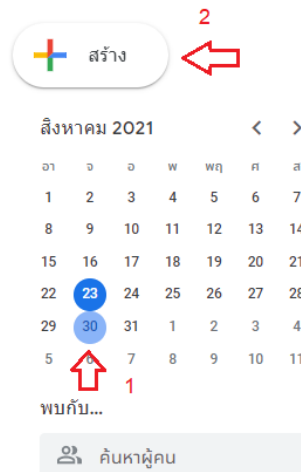 2
สร้าง
สิงหาคม 2021
อา จ อ พ พฤ ศ ส
1 2 3 4 5 6 7
8 9 10 11 12 13 14
15 16 17 18 19 20 21
22 23 24 25 26 27 28
29 30 31 1 2 3 4
5 6 7 8 9 10 11
1
พบกับ...
ค้นหาผู้คน